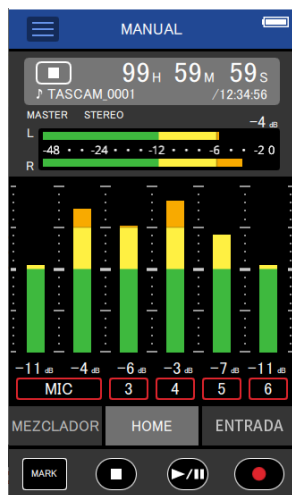 MANUAL
99H 59M 59S
♪ TASCAM_0001 /12:34:56
MASTER STEREO -4 dB
L
-48 · · -24 · · · -12 · · · -6 · · -2 0
R
-11 dB -4 dB -6 dB -3 dB -7 dB -11 dB
MIC 3 4 5 6
MEZCLADOR HOME ENTRADA
MARK